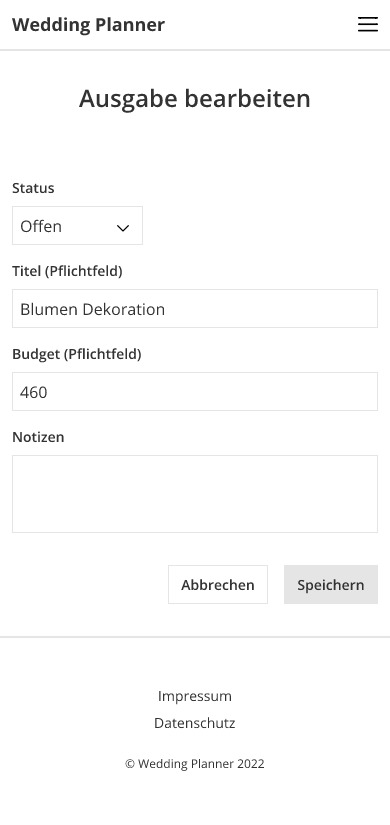 Wedding Planner
Ausgabe bearbeiten
Status
Offen
Titel (Pflichtfeld)
Blumen Dekoration
Budget (Pflichtfeld)
460
Notizen
Abbrechen Speichern
Impressum
Datenschutz
© Wedding Planner 2022